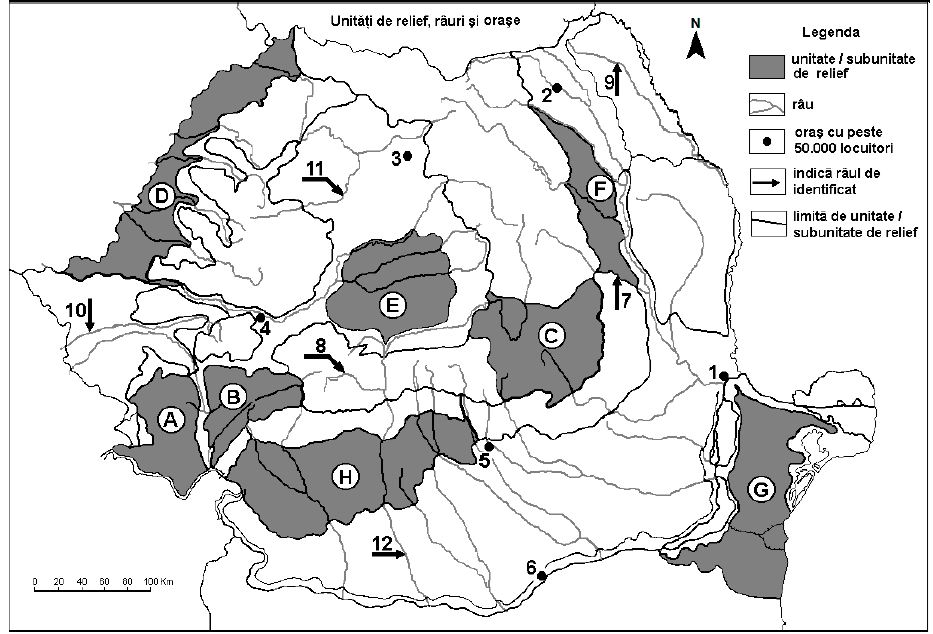 Unități de relief, râuri și orașe
N
Legenda
unitate / subunitate
de relief
râu
oraș cu peste
50.000 locuitori
indică râul de
identificat
limită de unitate /
subunitate de relief
9
2
3
11
D
F
E
10
4
7
C
8
1
B
A
5
H
G
12
6
0 20 40 60 80 100 Km